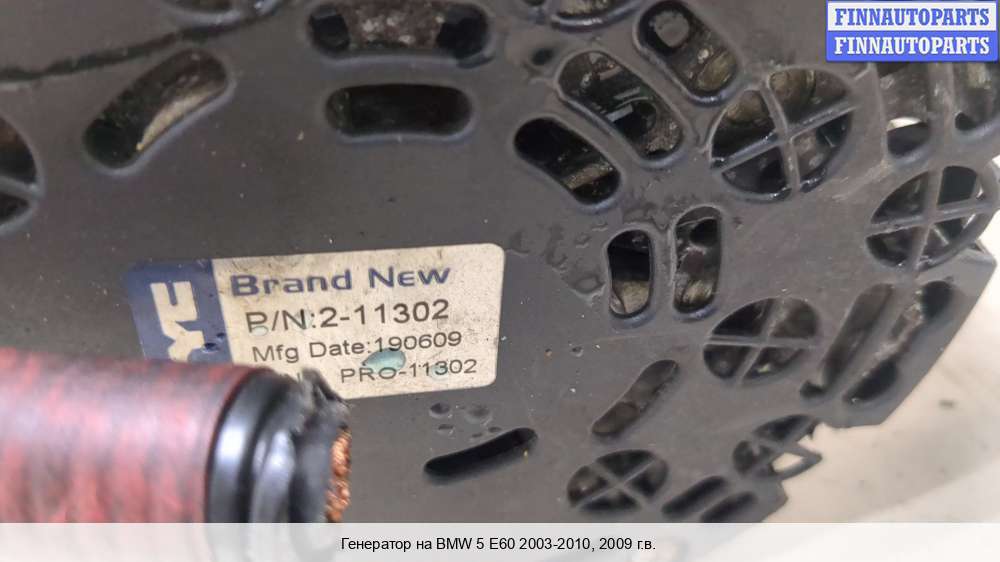 FINNAUTOPARTS
FINNAUTOPARTS
Brand New
P/N:2-11302
Mfg Date:190609
PRO-11302
Генератор на BMW 5 E60 2003-2010, 2009 г.в.